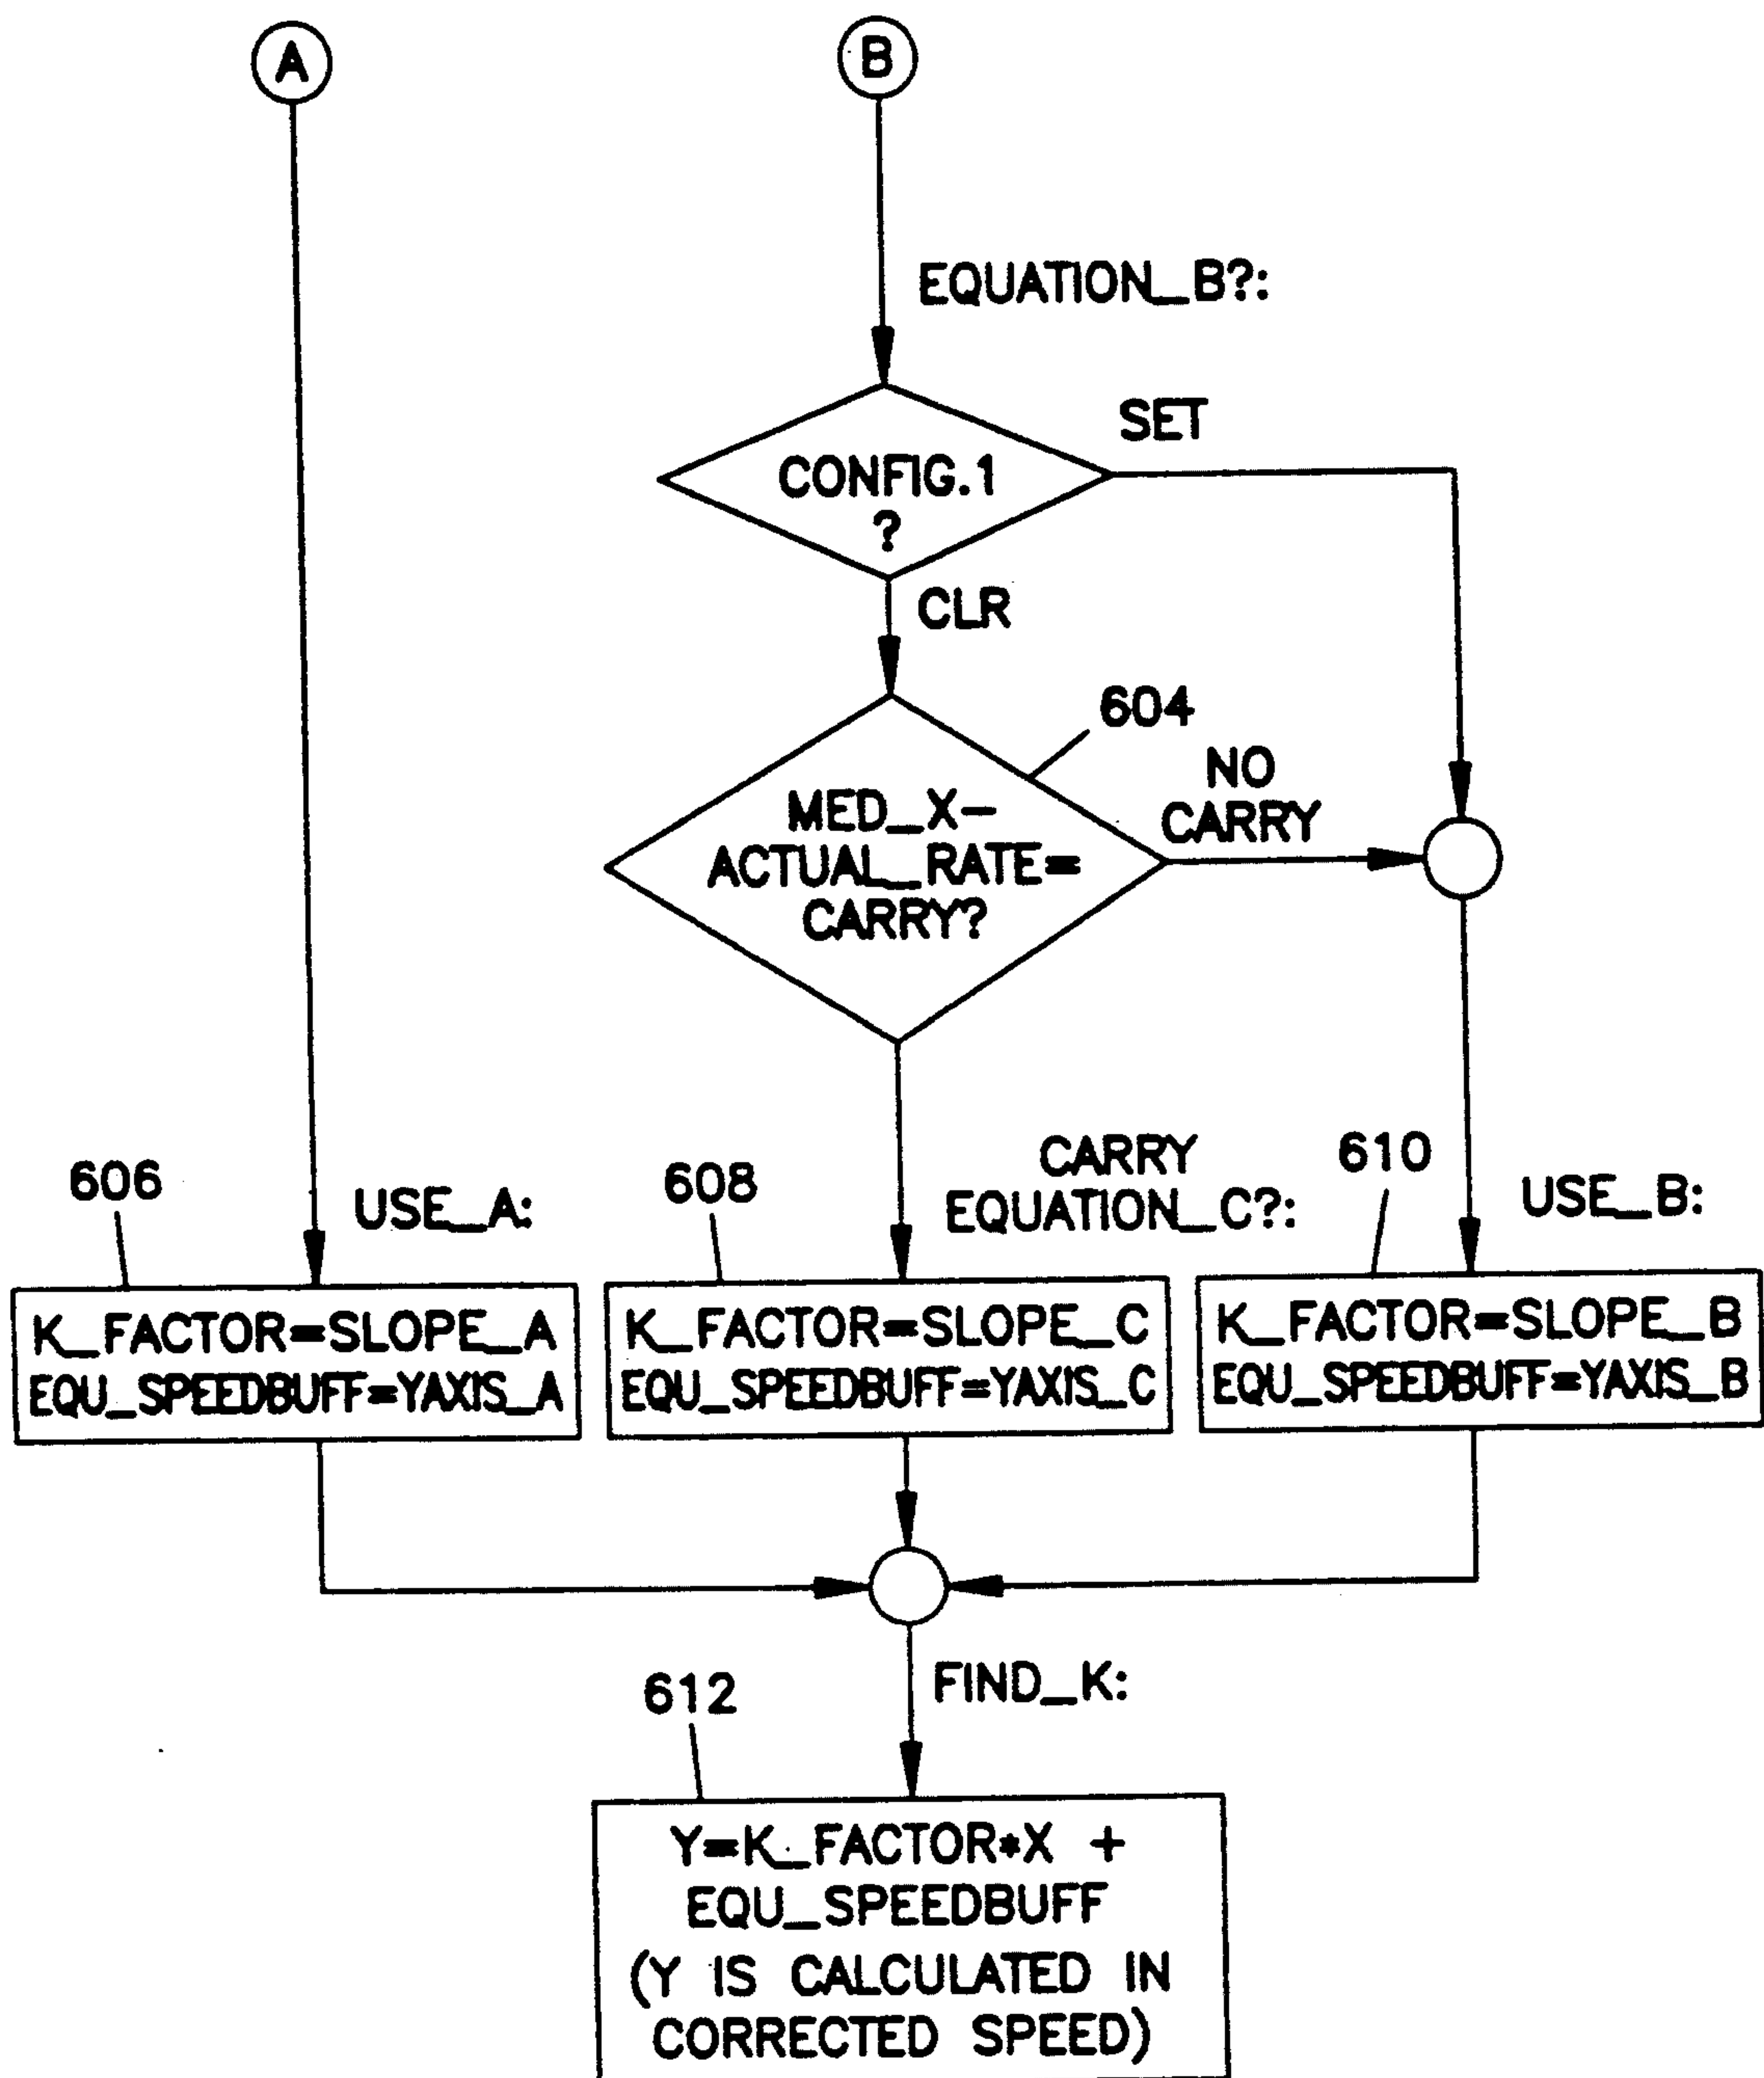 A
B
EQUATION_B?:
SET
CONFIG.1
?
CLR
604
NO
CARRY
MED_X-
ACTUAL_RATE=
CARRY?
606
USE_A:
608
CARRY
EQUATION_C?:
610
USE_B:
K_FACTOR=SLOPE_A
EQU_SPEEDBUFF=YAXIS_A
K_FACTOR=SLOPE_C
EQU_SPEEDBUFF=YAXIS_C
K_FACTOR=SLOPE_B
EQU_SPEEDBUFF=YAXIS_B
FIND_K:
612
Y=K_FACTOR*X +
EQU_SPEEDBUFF
(Y IS CALCULATED IN
CORRECTED SPEED)